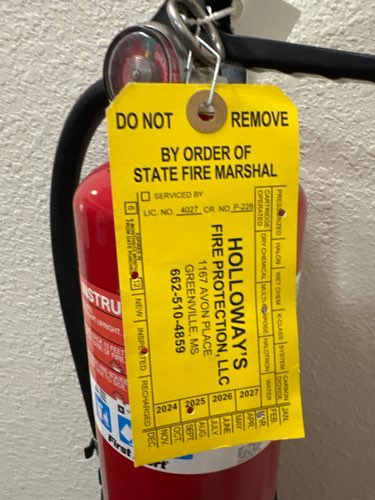 DO NOT REMOVE
BY ORDER OF
STATE FIRE MARSHAL
SERVICED BY
LIC. NO. 4027 CR. NO. P-228
HOLLOWAY'S
FIRE PROTECTION, LLC
1167 AVON PLACE
GREENVILLE, MS
662-510-4859
PRESSURIZED
HALON
WET CHEM
K-CLASS
SYSTEM
CARBON DIOXIDE
CARTRIDGE OPERATED
DRY CHEMICAL
MULTI-PURPOSE
HALOTRON
WATER
6
12
NEW
INSPECTED
RECHARGED
2024 2025 2026 2027
JAN.
FEB.
MAR.
APR.
MAY
JUNE
JULY
AUG.
SEPT.
OCT.
NOV.
DEC.
INSTRU
First